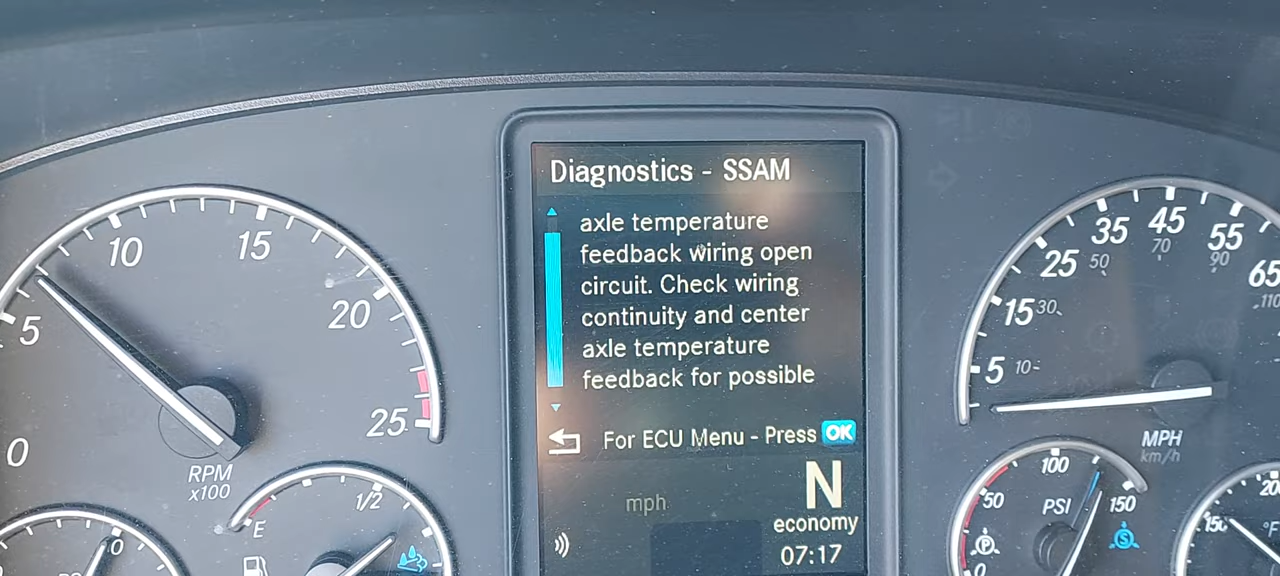 Diagnostics - SSAM
axle temperature
feedback wiring open
circuit. Check wiring
continuity and center
axle temperature
feedback for possible
For ECU Menu - Press OK
N
mph
economy
07:17
0
5
10
15
20
25
RPM
x100
E
1/2
5
15
25
35
45
55
65
10
30
50
70
90
110
MPH
km/h
0
50
100
150
PSI
P
S
150
°F